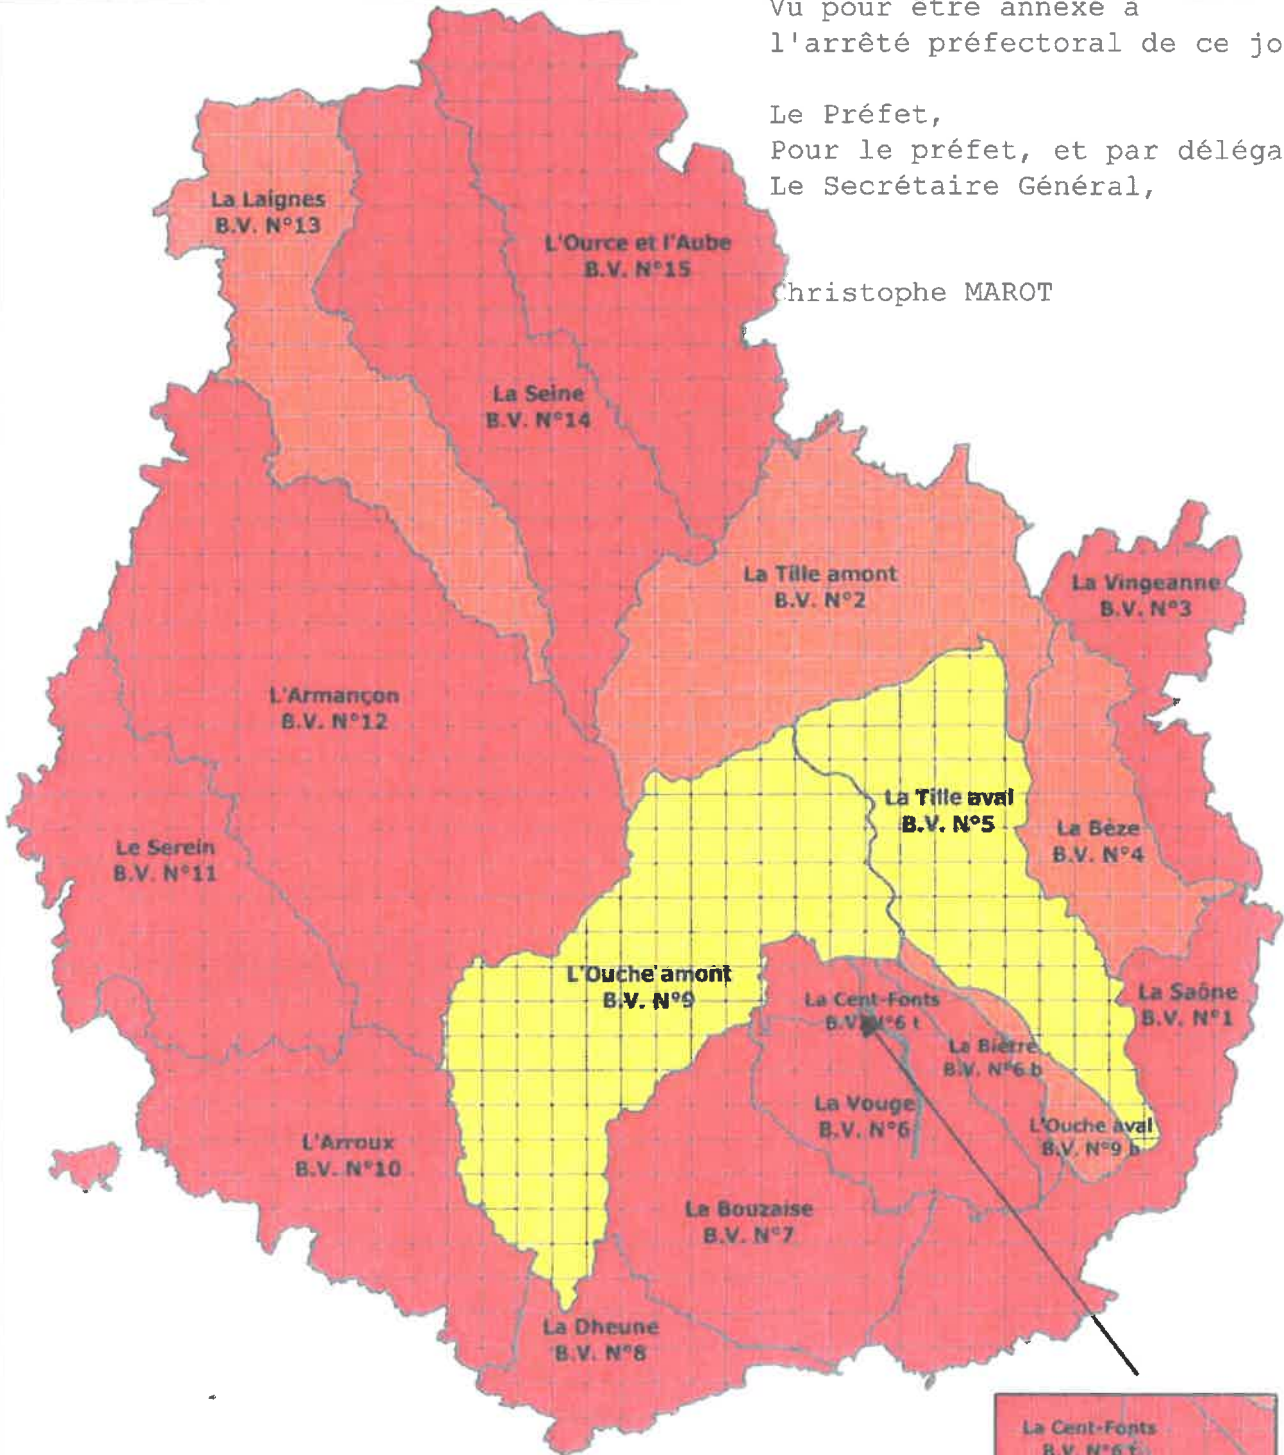 Vu pour être annexé à
l'arrêté préfectoral de ce jo
Le Préfet,
Pour le préfet, et par déléga
Le Secrétaire Général,
Christophe MAROT
La Laignes
B.V. N°13
L'Ource et l'Aube
B.V. N°15
La Seine
B.V. N°14
La Tille amont
B.V. N°2
La Vingeanne
B.V. N°3
L'Armançon
B.V. N°12
La Tille aval
B.V. N°5
La Bèze
B.V. N°4
Le Serein
B.V. N°11
L'Ouche amont
B.V. N°9
La Cent-Fonts
B.V. N°6 t
La Saône
B.V. N°1
La Biètre
B.V. N°6 b
La Vouge
B.V. N°6
L'Ouche aval
B.V. N°9 b
L'Arroux
B.V. N°10
La Bouzaise
B.V. N°7
La Dheune
B.V. N°8
La Cent-Fonts
B.V. N°6 t